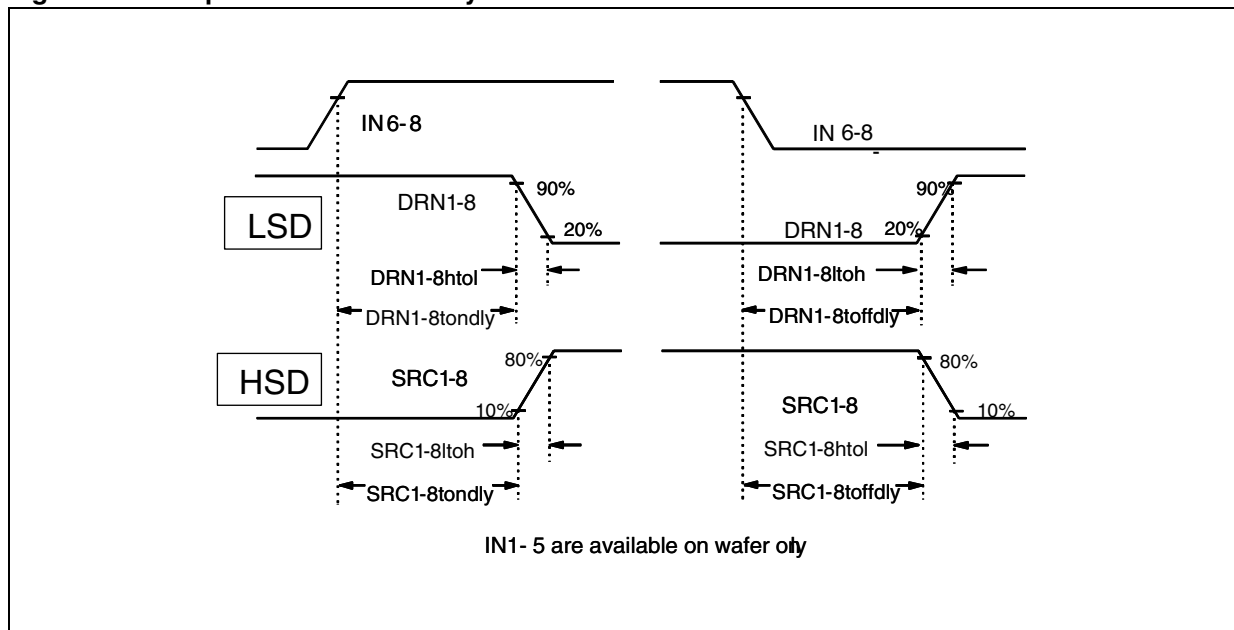 IN6-8
IN 6-8
LSD
DRN1-8
90%
20%
DRN1-8
90%
20%
DRN1-8htol
DRN1-8ltoh
DRN1-8tondly
DRN1-8toffdly
HSD
SRC1-8
80%
10%
SRC1-8
80%
10%
SRC1-8ltoh
SRC1-8htol
SRC1-8tondly
SRC1-8toffdly
IN1- 5 are available on wafer only